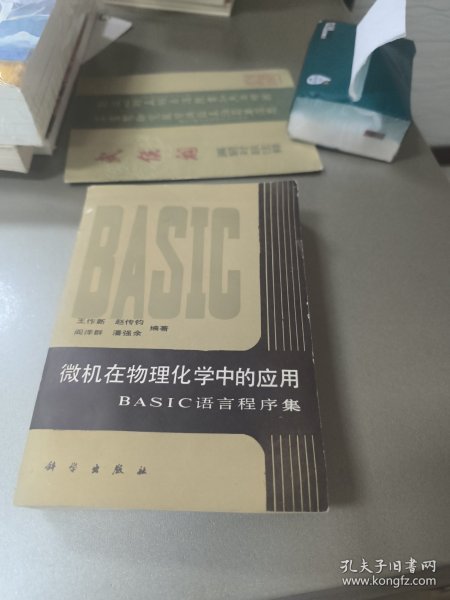 BASIC
王作新 赵传钧
阎萍群 潘强余 编著
微机在物理化学中的应用
BASIC语言程序集
科学出版社
孔夫子旧书网
www.kongfz.com